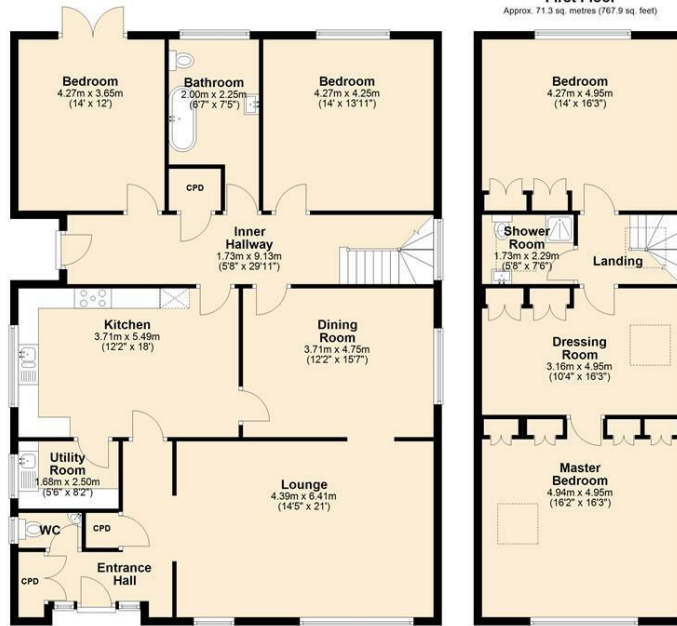 First Floor
Approx. 71.3 sq. metres (767.9 sq. feet)
Bedroom
4.27m x 3.65m
(14' x 12')
Bathroom
2.00m x 2.25m
(6'7" x 7'5")
Bedroom
4.27m x 4.25m
(14' x 13'11")
CPD
Inner
Hallway
1.73m x 9.13m
(5'8" x 29'11")
Kitchen
3.71m x 5.49m
(12'2" x 18')
Dining
Room
3.71m x 4.75m
(12'2" x 15'7")
Utility
Room
1.68m x 2.50m
(5'6" x 8'2")
Lounge
4.39m x 6.41m
(14'5" x 21')
WC
CPD
CPD
Entrance
Hall
Bedroom
4.27m x 4.95m
(14' x 16'3")
Shower
Room
1.73m x 2.29m
(5'8" x 7'6")
Landing
Dressing
Room
3.16m x 4.95m
(10'4" x 16'3")
Master
Bedroom
4.94m x 4.95m
(16'2" x 16'3")